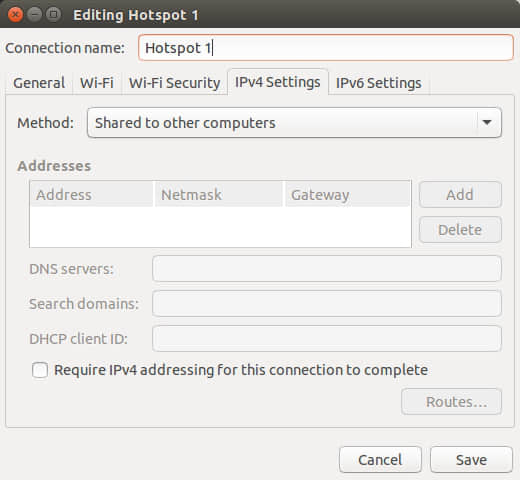 Editing Hotspot 1
Connection name: Hotspot 1
General Wi-Fi Wi-Fi Security IPv4 Settings IPv6 Settings
Method: Shared to other computers
Addresses
Address Netmask Gateway Add
Delete
DNS servers:
Search domains:
DHCP client ID:
Require IPv4 addressing for this connection to complete
Routes...
Cancel Save